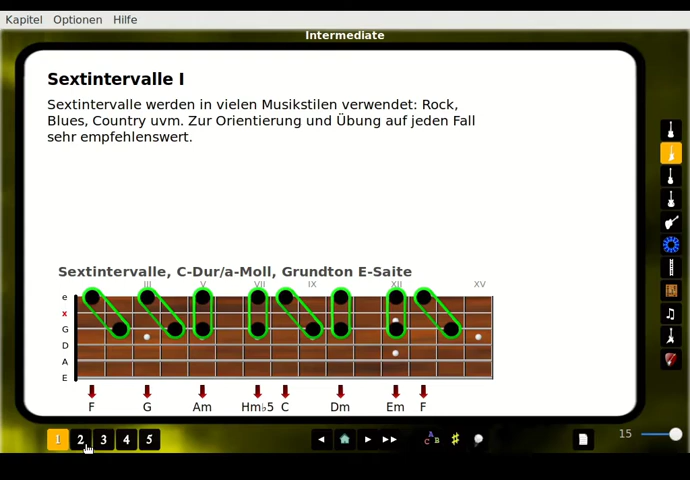 Kapitel Optionen Hilfe
Intermediate
Sextintervalle I
Sextintervalle werden in vielen Musikstilen verwendet: Rock,
Blues, Country uvm. Zur Orientierung und Übung auf jeden Fall
sehr empfehlenswert.
Sextintervalle, C-Dur/a-Moll, Grundton E-Saite
III V VII IX XII XV
e
x
G
D
A
E
F G Am Hm♭5 C Dm Em F
1 2 3 4 5
C A B
15